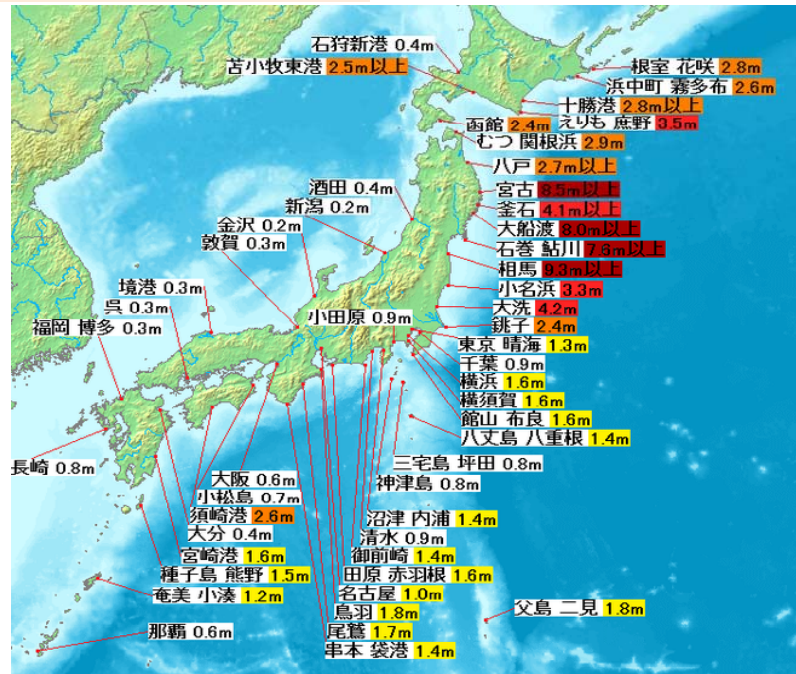 石狩新港 0.4m
苫小牧東港 2.5m以上
根室 花咲 2.8m
浜中町 霧多布 2.6m
十勝港 2.8m以上
えりも 庶野 3.5m
函館 2.4m
むつ 関根浜 2.9m
八戸 2.7m以上
宮古 8.5m以上
釜石 4.1m以上
大船渡 8.0m以上
石巻 鮎川 7.6m以上
相馬 9.3m以上
小名浜 3.3m
大洗 4.2m
銚子 2.4m
酒田 0.4m
新潟 0.2m
金沢 0.2m
敦賀 0.3m
境港 0.3m
呉 0.3m
福岡 博多 0.3m
小田原 0.9m
東京 晴海 1.3m
千葉 0.9m
横浜 1.6m
横須賀 1.6m
館山 布良 1.6m
八丈島 八重根 1.4m
三宅島 坪田 0.8m
神津島 0.8m
長崎 0.8m
大阪 0.6m
小松島 0.7m
須崎港 2.6m
大分 0.4m
宮崎港 1.6m
種子島 熊野 1.5m
奄美 小湊 1.2m
那覇 0.6m
沼津 内浦 1.4m
清水 0.9m
御前崎 1.4m
田原 赤羽根 1.6m
名古屋 1.0m
鳥羽 1.8m
尾鷲 1.7m
串本 袋港 1.4m
父島 二見 1.8m